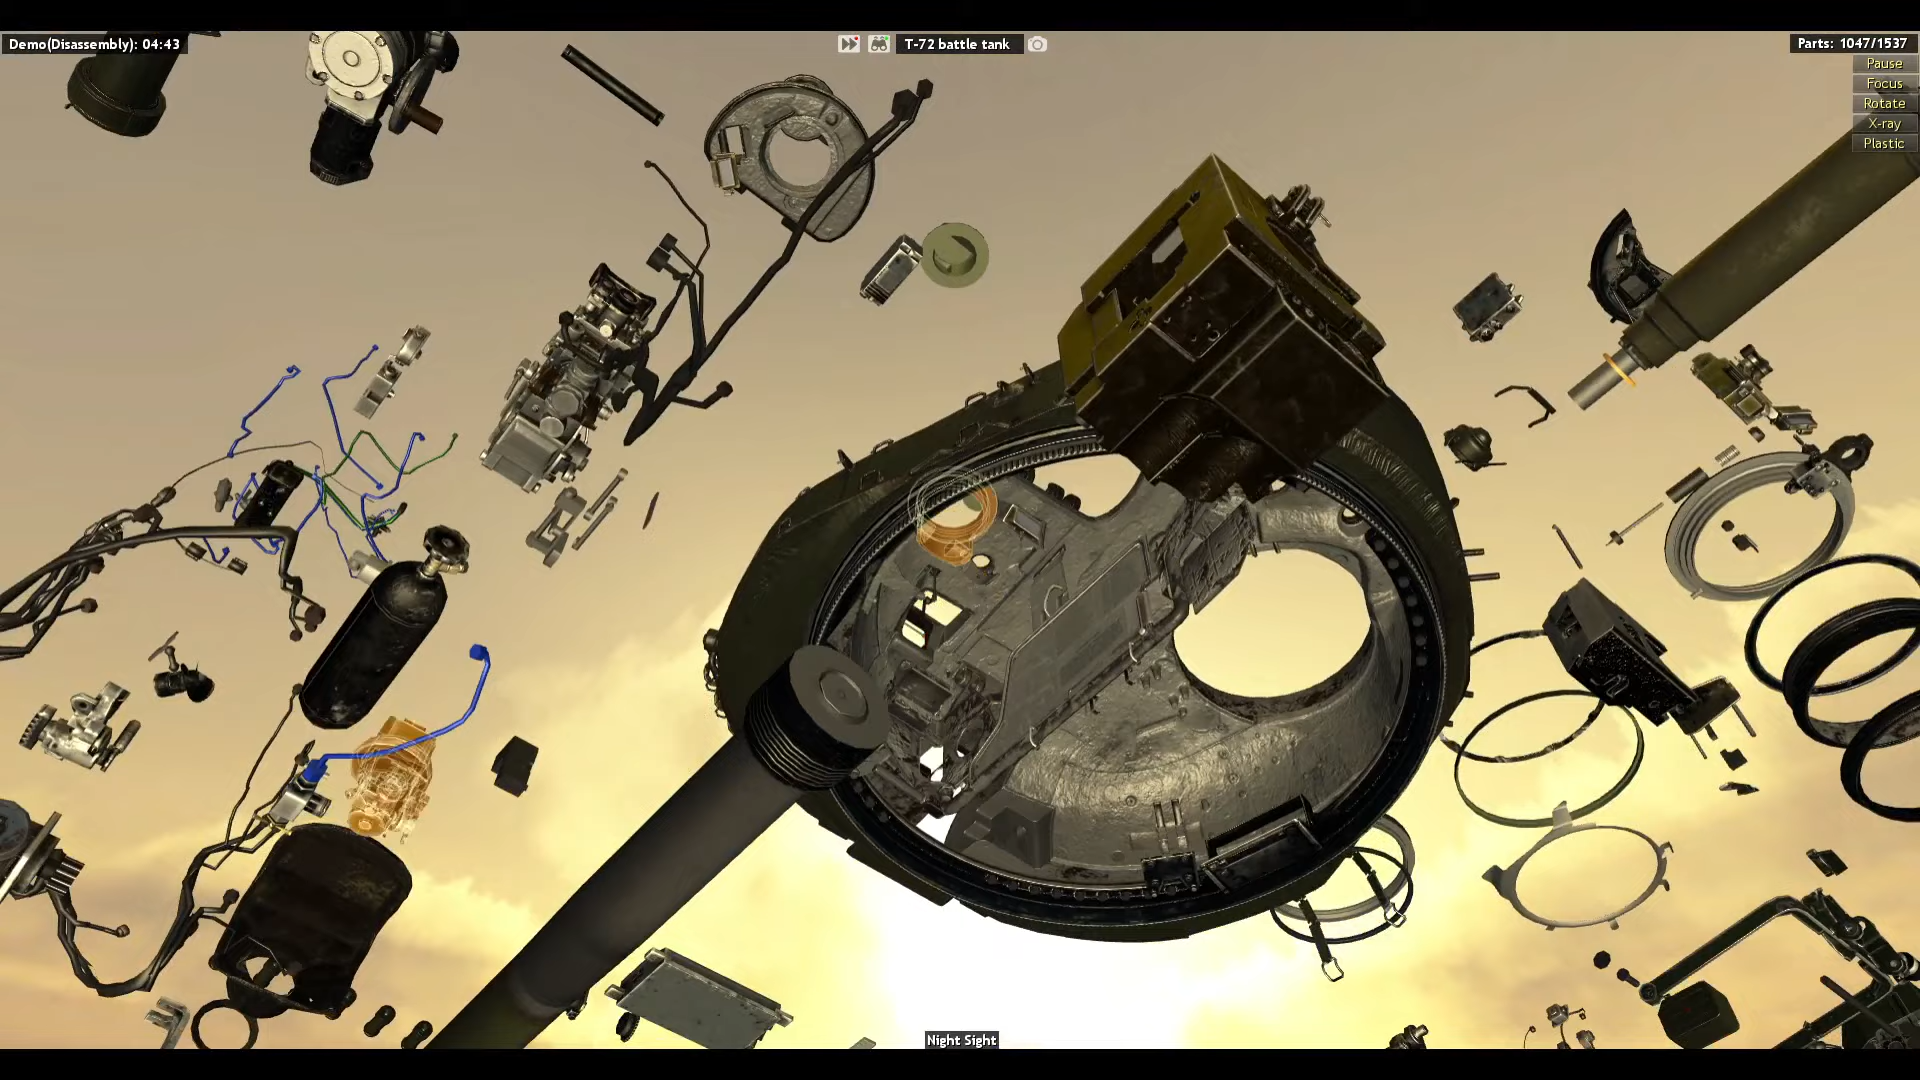 Demo(Disassembly): 04:43
T-72 battle tank
Parts: 1047/1537
Pause
Focus
Rotate
X-ray
Plastic
Night Sight